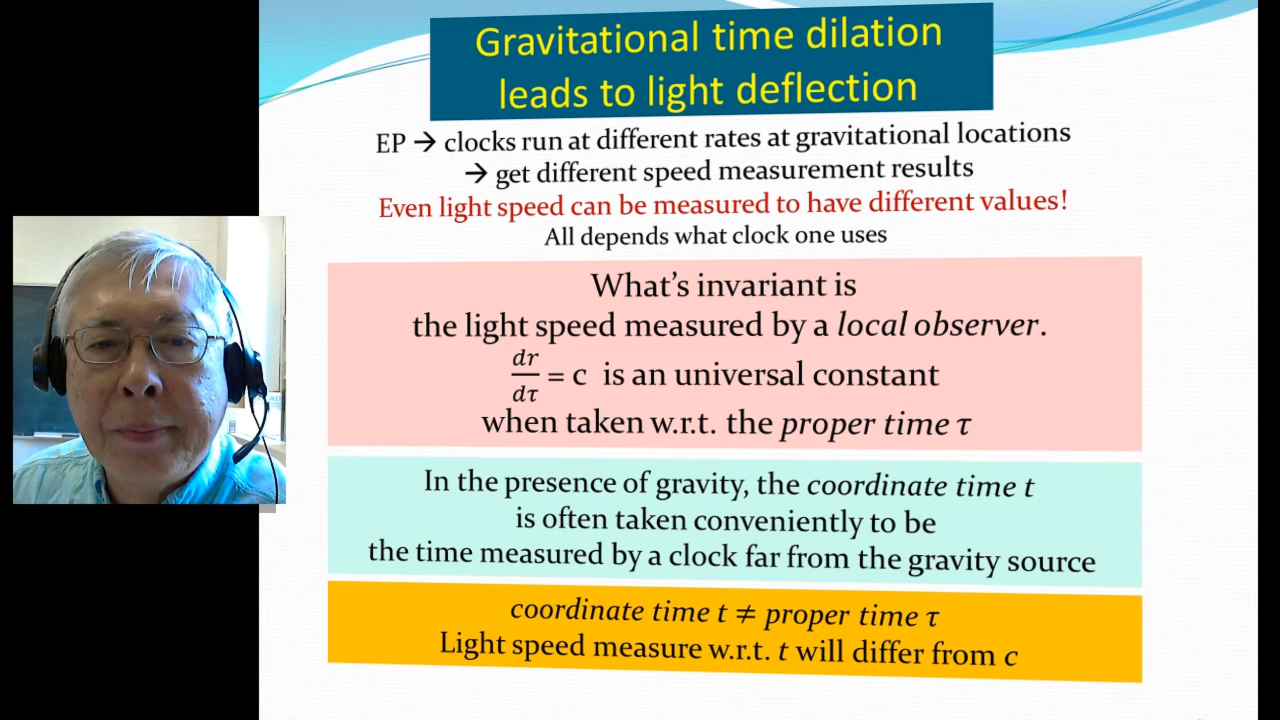 Gravitational time dilation
leads to light deflection
EP → clocks run at different rates at gravitational locations
→ get different speed measurement results
Even light speed can be measured to have different values!
All depends what clock one uses
What's invariant is
the light speed measured by a local observer.
dr/dτ = c is an universal constant
when taken w.r.t. the proper time τ
In the presence of gravity, the coordinate time t
is often taken conveniently to be
the time measured by a clock far from the gravity source
coordinate time t ≠ proper time τ
Light speed measure w.r.t. t will differ from c